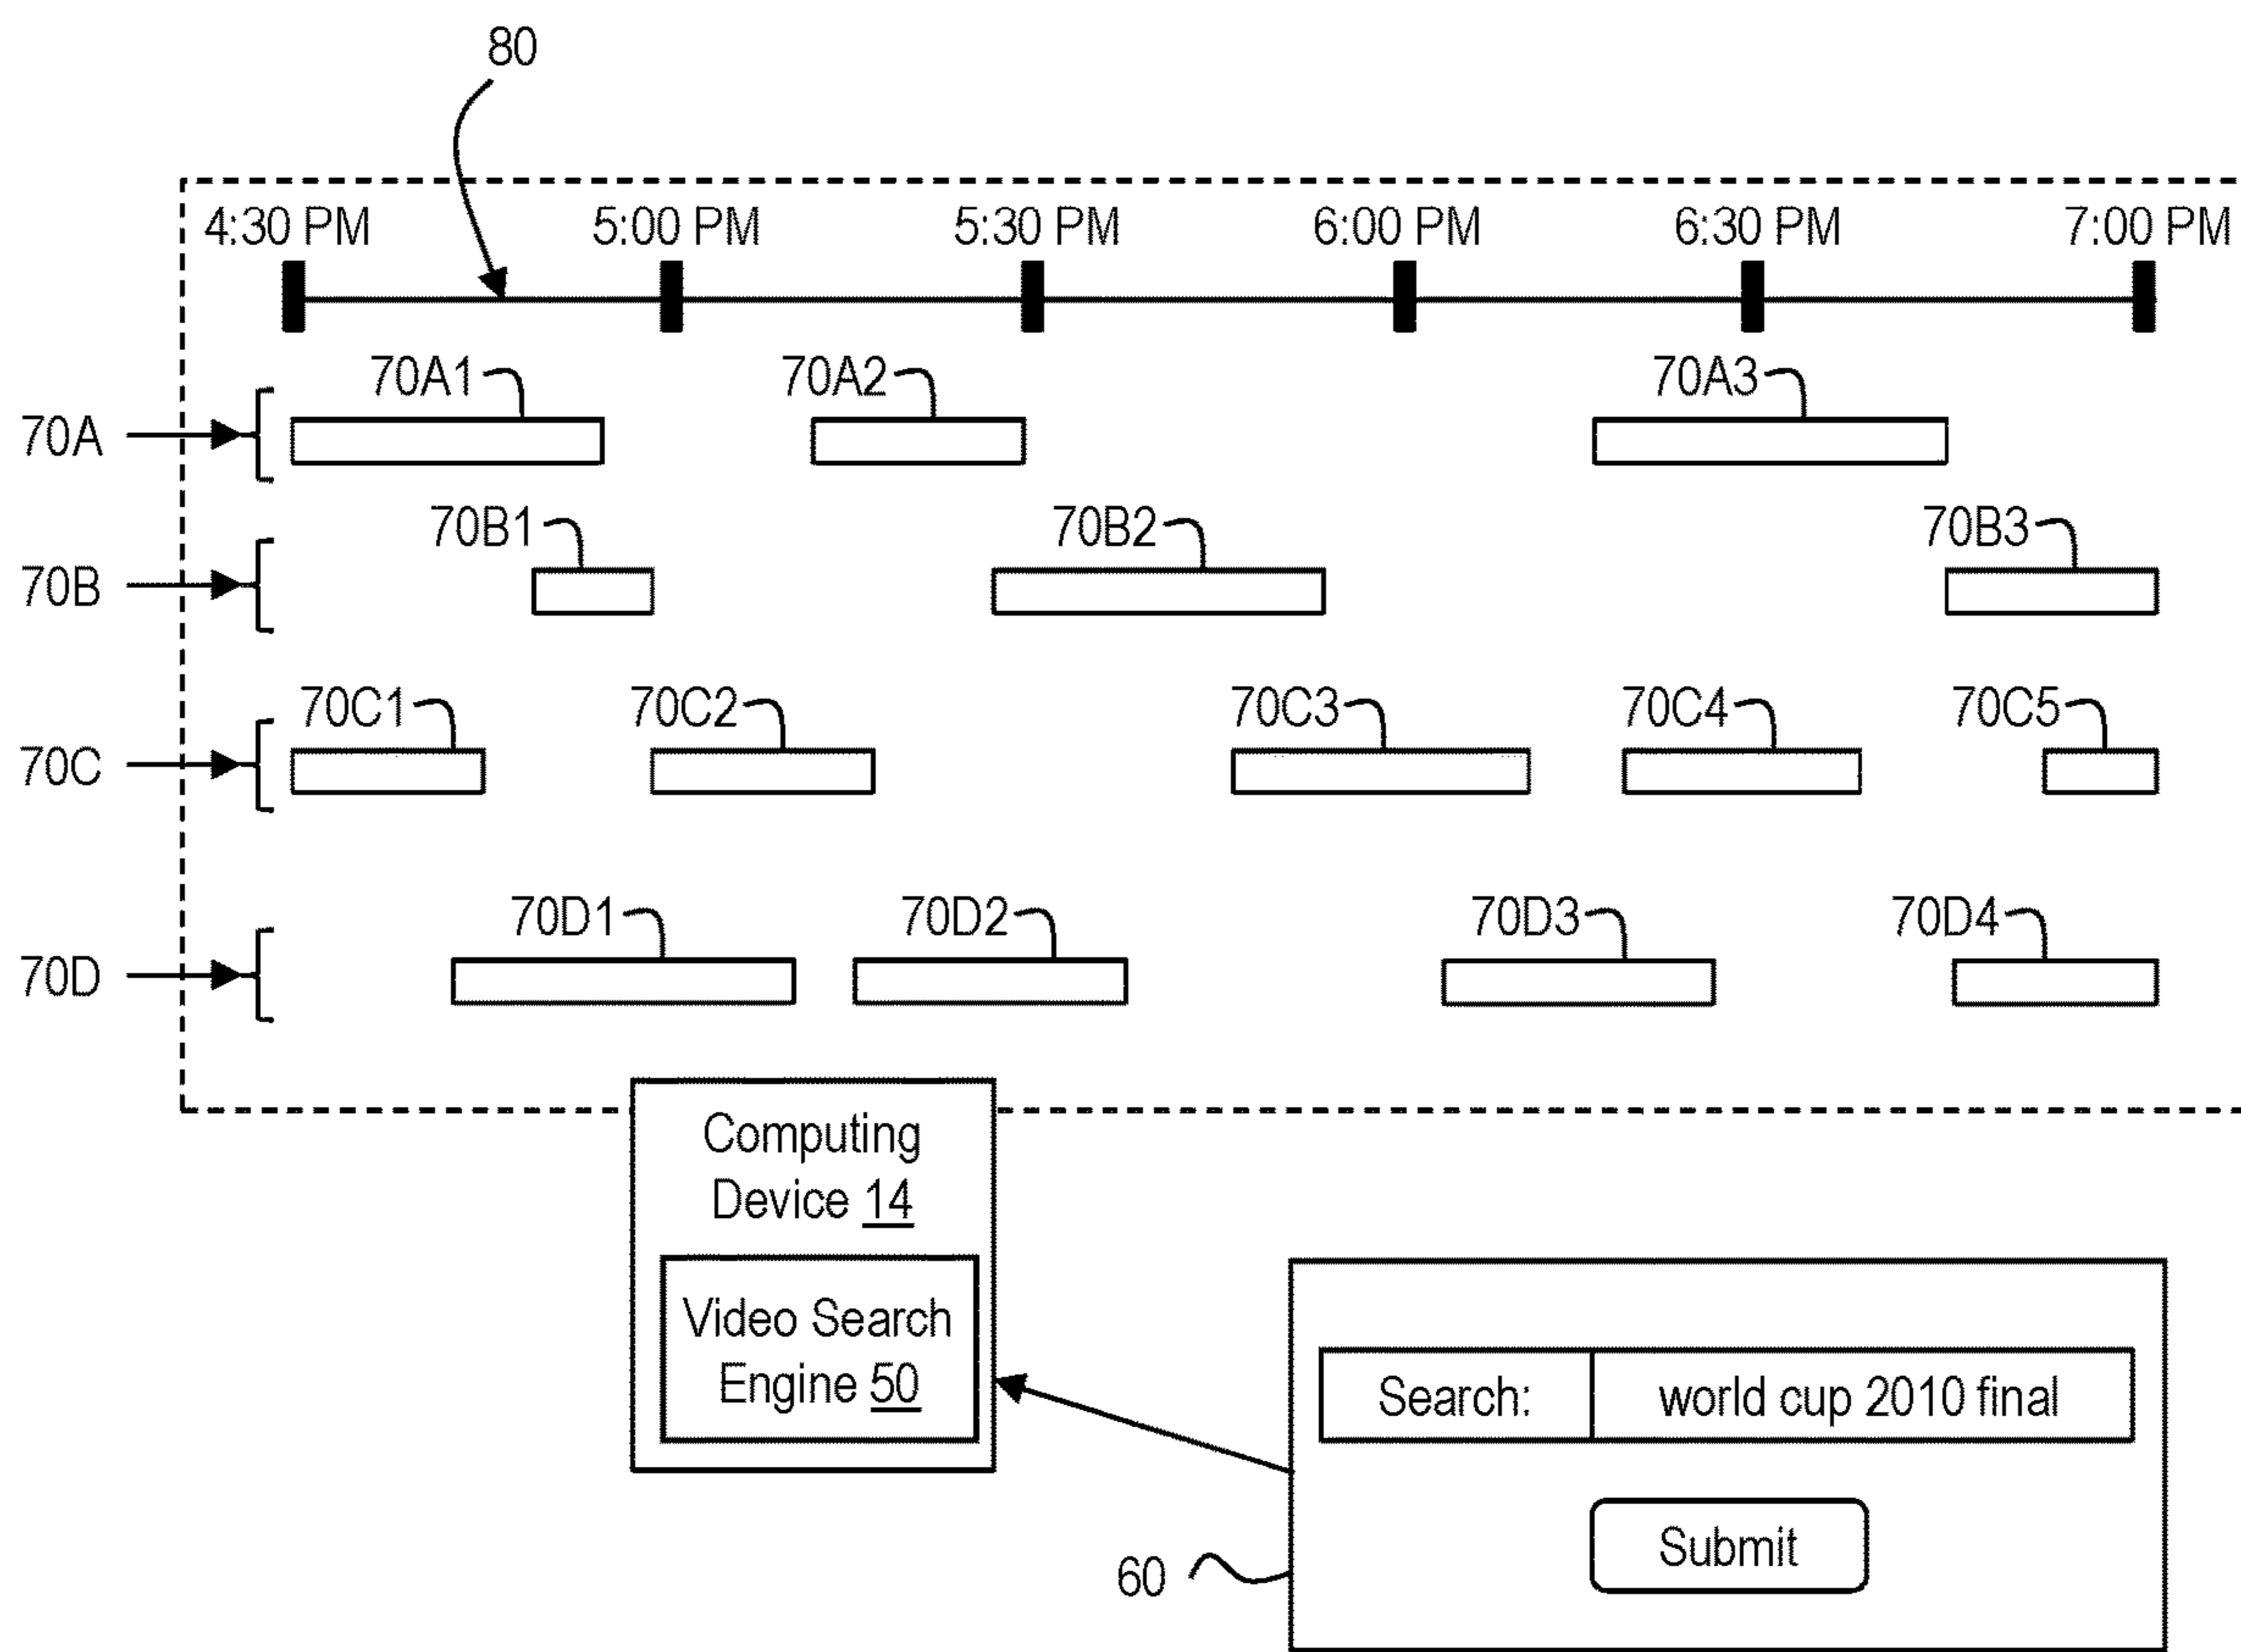 80
4:30 PM 5:00 PM 5:30 PM 6:00 PM 6:30 PM 7:00 PM
70A1 70A2 70A3
70A
70B1 70B2 70B3
70B
70C1 70C2 70C3 70C4 70C5
70C
70D1 70D2 70D3 70D4
70D
Computing
Device 14
Video Search
Engine 50
Search: world cup 2010 final
Submit
60